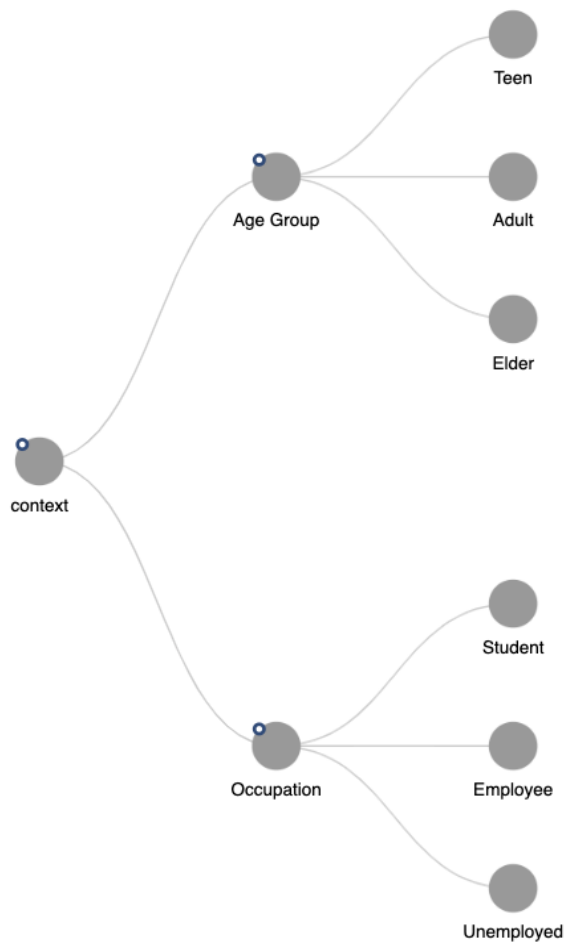 Teen
Age Group
Adult
Elder
context
Student
Occupation
Employee
Unemployed